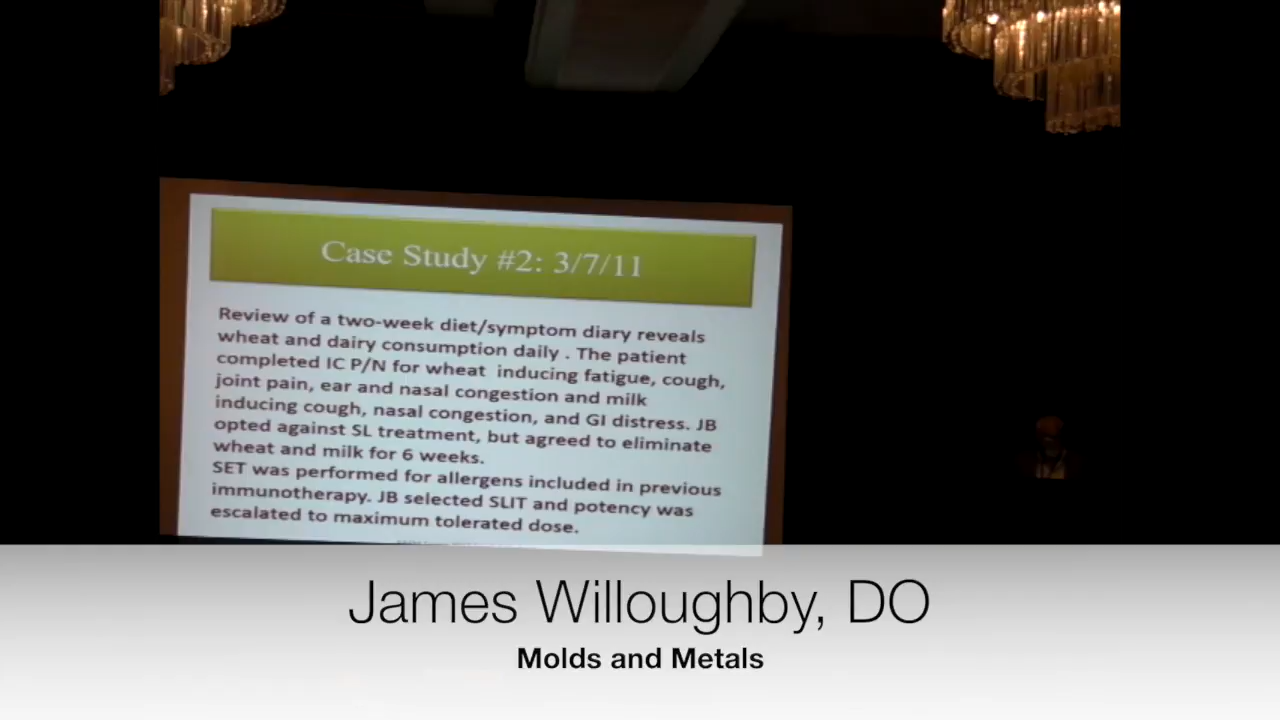 Case Study #2: 3/7/11
Review of a two-week diet/symptom diary reveals
wheat and dairy consumption daily . The patient
completed IC P/N for wheat inducing fatigue, cough,
joint pain, ear and nasal congestion and milk
inducing cough, nasal congestion, and GI distress. JB
opted against SL treatment, but agreed to eliminate
wheat and milk for 6 weeks.
SET was performed for allergens included in previous
immunotherapy. JB selected SLIT and potency was
escalated to maximum tolerated dose.
James Willoughby, DO
Molds and Metals